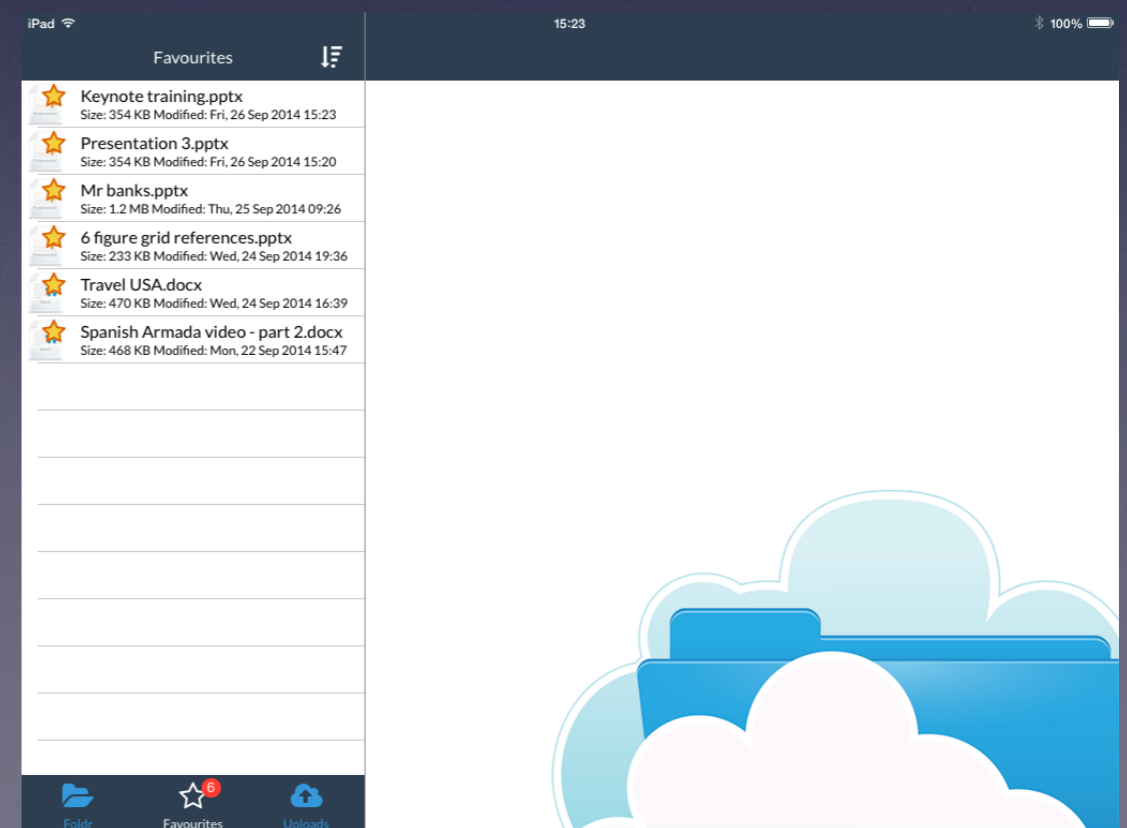 iPad 15:23 100%
Favourites
Keynote training.pptx
Size: 354 KB Modified: Fri, 26 Sep 2014 15:23
Presentation 3.pptx
Size: 354 KB Modified: Fri, 26 Sep 2014 15:20
Mr banks.pptx
Size: 1.2 MB Modified: Thu, 25 Sep 2014 09:26
6 figure grid references.pptx
Size: 233 KB Modified: Wed, 24 Sep 2014 19:36
Travel USA.docx
Size: 470 KB Modified: Wed, 24 Sep 2014 16:39
Spanish Armada video - part 2.docx
Size: 468 KB Modified: Mon, 22 Sep 2014 15:47
6
Foldr Favourites Uploads